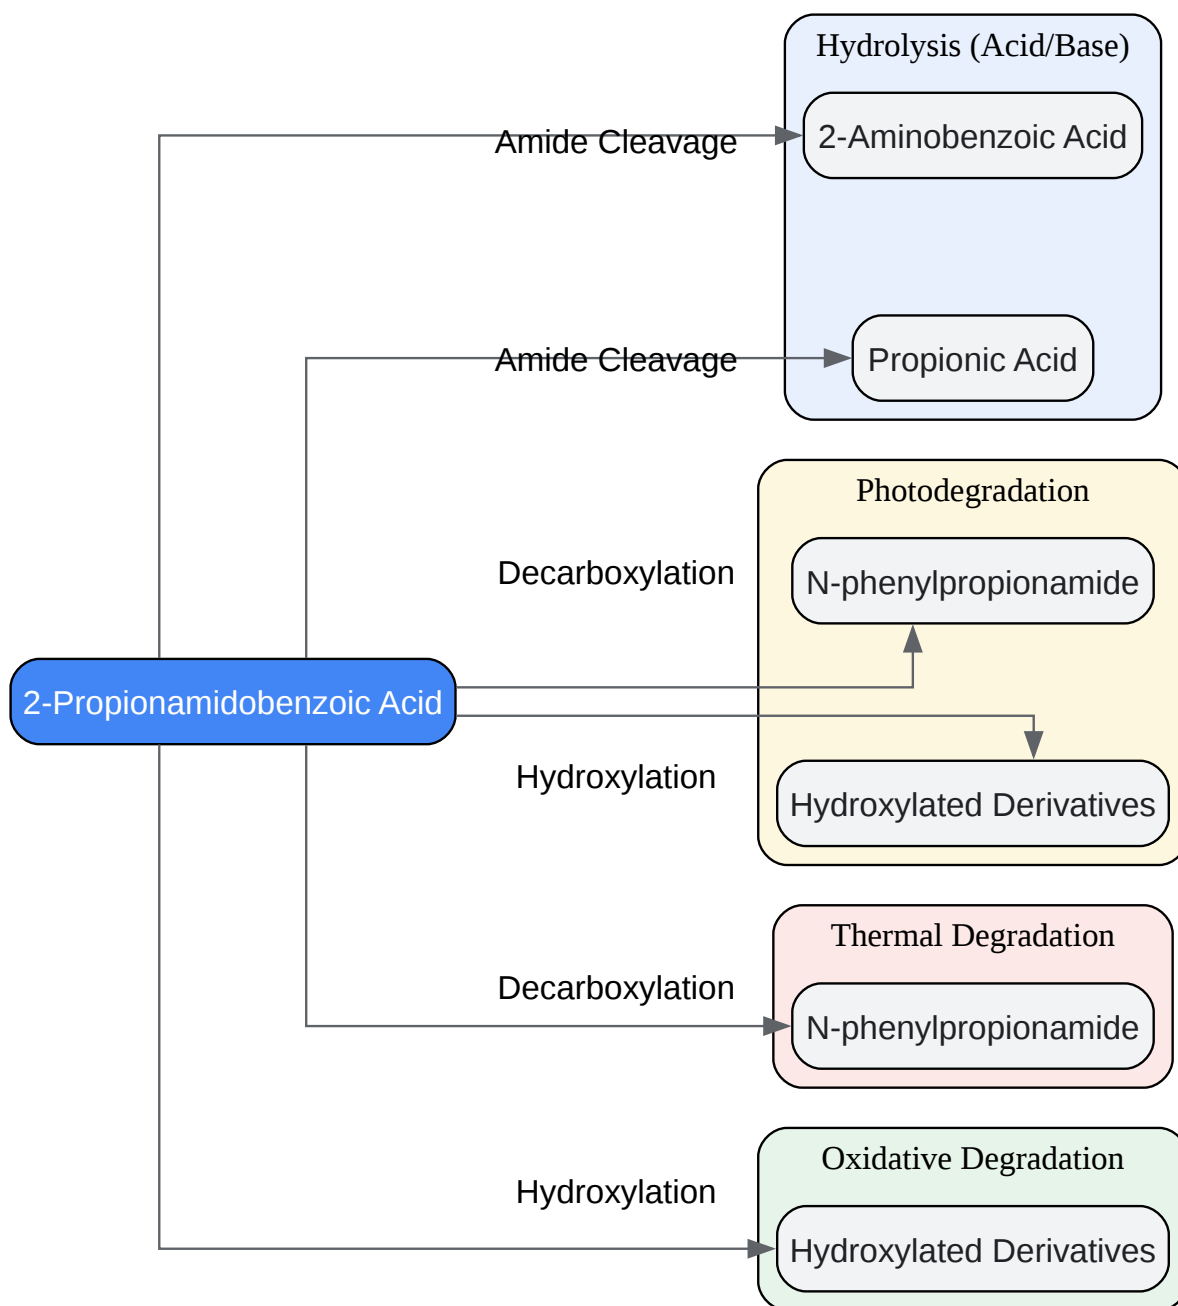 Hydrolysis (Acid/Base)
Amide Cleavage
2-Aminobenzoic Acid
Amide Cleavage
Propionic Acid
Photodegradation
Decarboxylation
N-phenylpropionamide
2-Propionamidobenzoic Acid
Hydroxylation
Hydroxylated Derivatives
Thermal Degradation
Decarboxylation
N-phenylpropionamide
Oxidative Degradation
Hydroxylation
Hydroxylated Derivatives